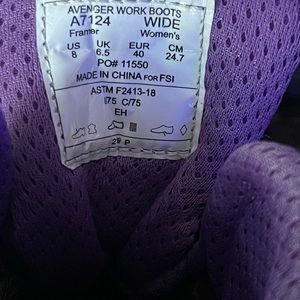 AVENGER WORK BOOTS
A7124 WIDE
Framer Women's
US UK EUR CM
8 6.5 40 24.7
PO# 11550
MADE IN CHINA FOR FSI
ASTM F2413-18
I75 C/75
EH
29 P